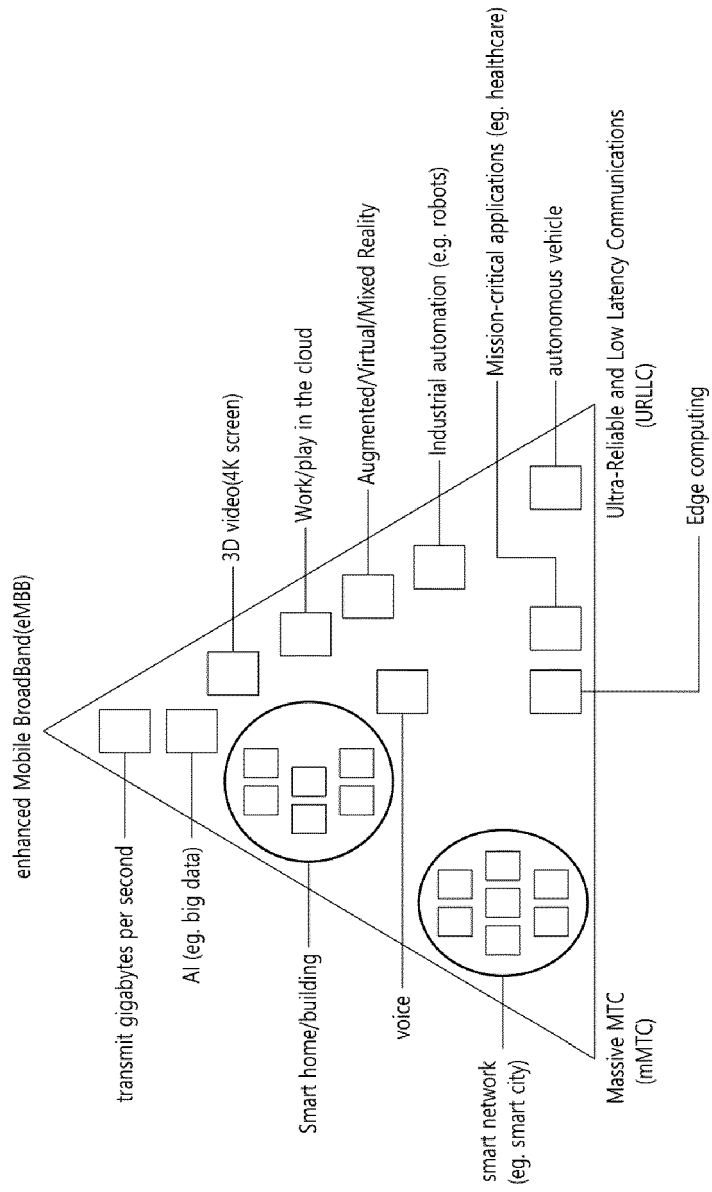 enhanced Mobile BroadBand(eMBB)
transmit gigabytes per second
AI (eg. big data)
Smart home/building
voice
smart network
(eg. smart city)
3D video(4K screen)
Work/play in the cloud
Augmented/Virtual/Mixed Reality
Industrial automation (e.g. robots)
Mission-critical applications (eg. healthcare)
autonomous vehicle
Massive MTC
(mMTC)
Ultra-Reliable and Low Latency Communications
(URLLC)
Edge computing